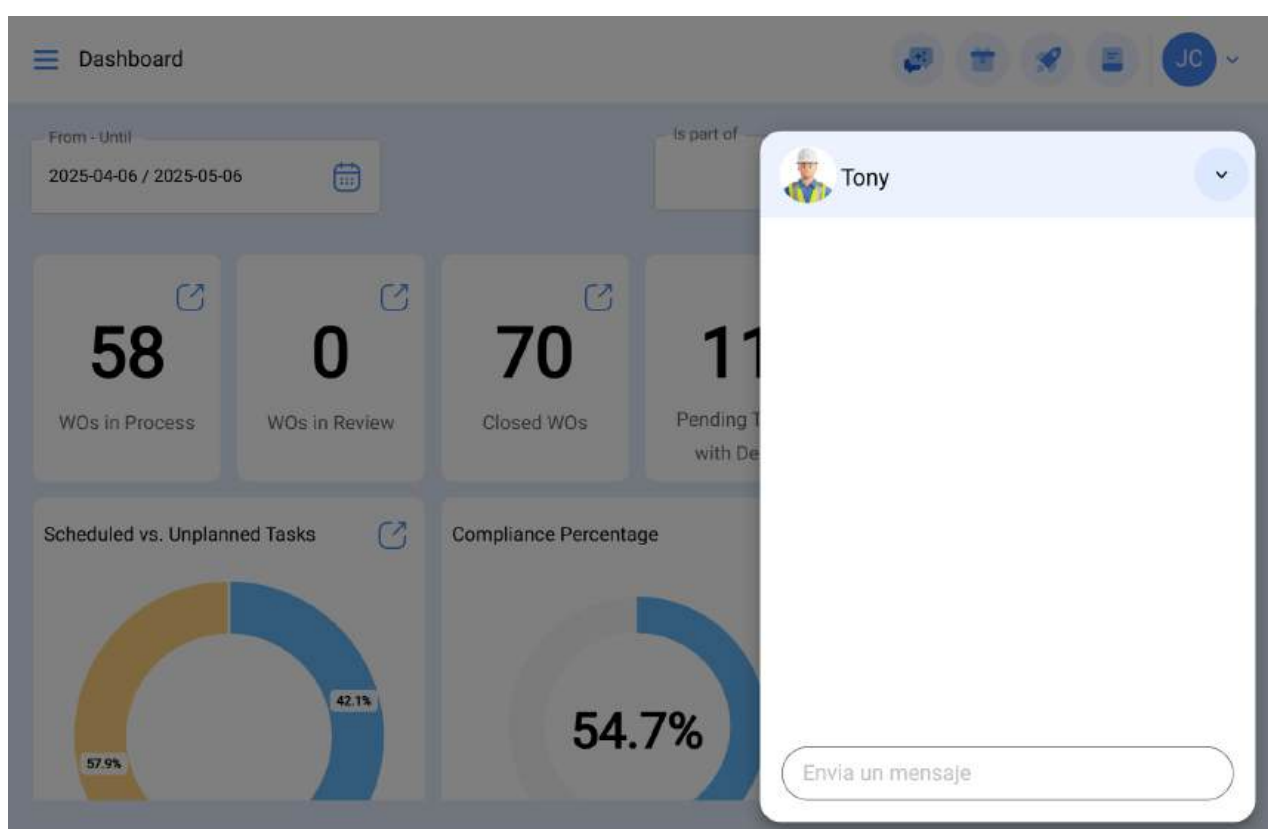 Dashboard
JC
From - Until
2025-04-06 / 2025-05-06
Is part of
Tony
58
WOs in Process
0
WOs in Review
70
Closed WOs
11
Pending
with
Scheduled vs. Unplanned Tasks
42.1%
57.9%
Compliance Percentage
54.7%
Envia un mensaje